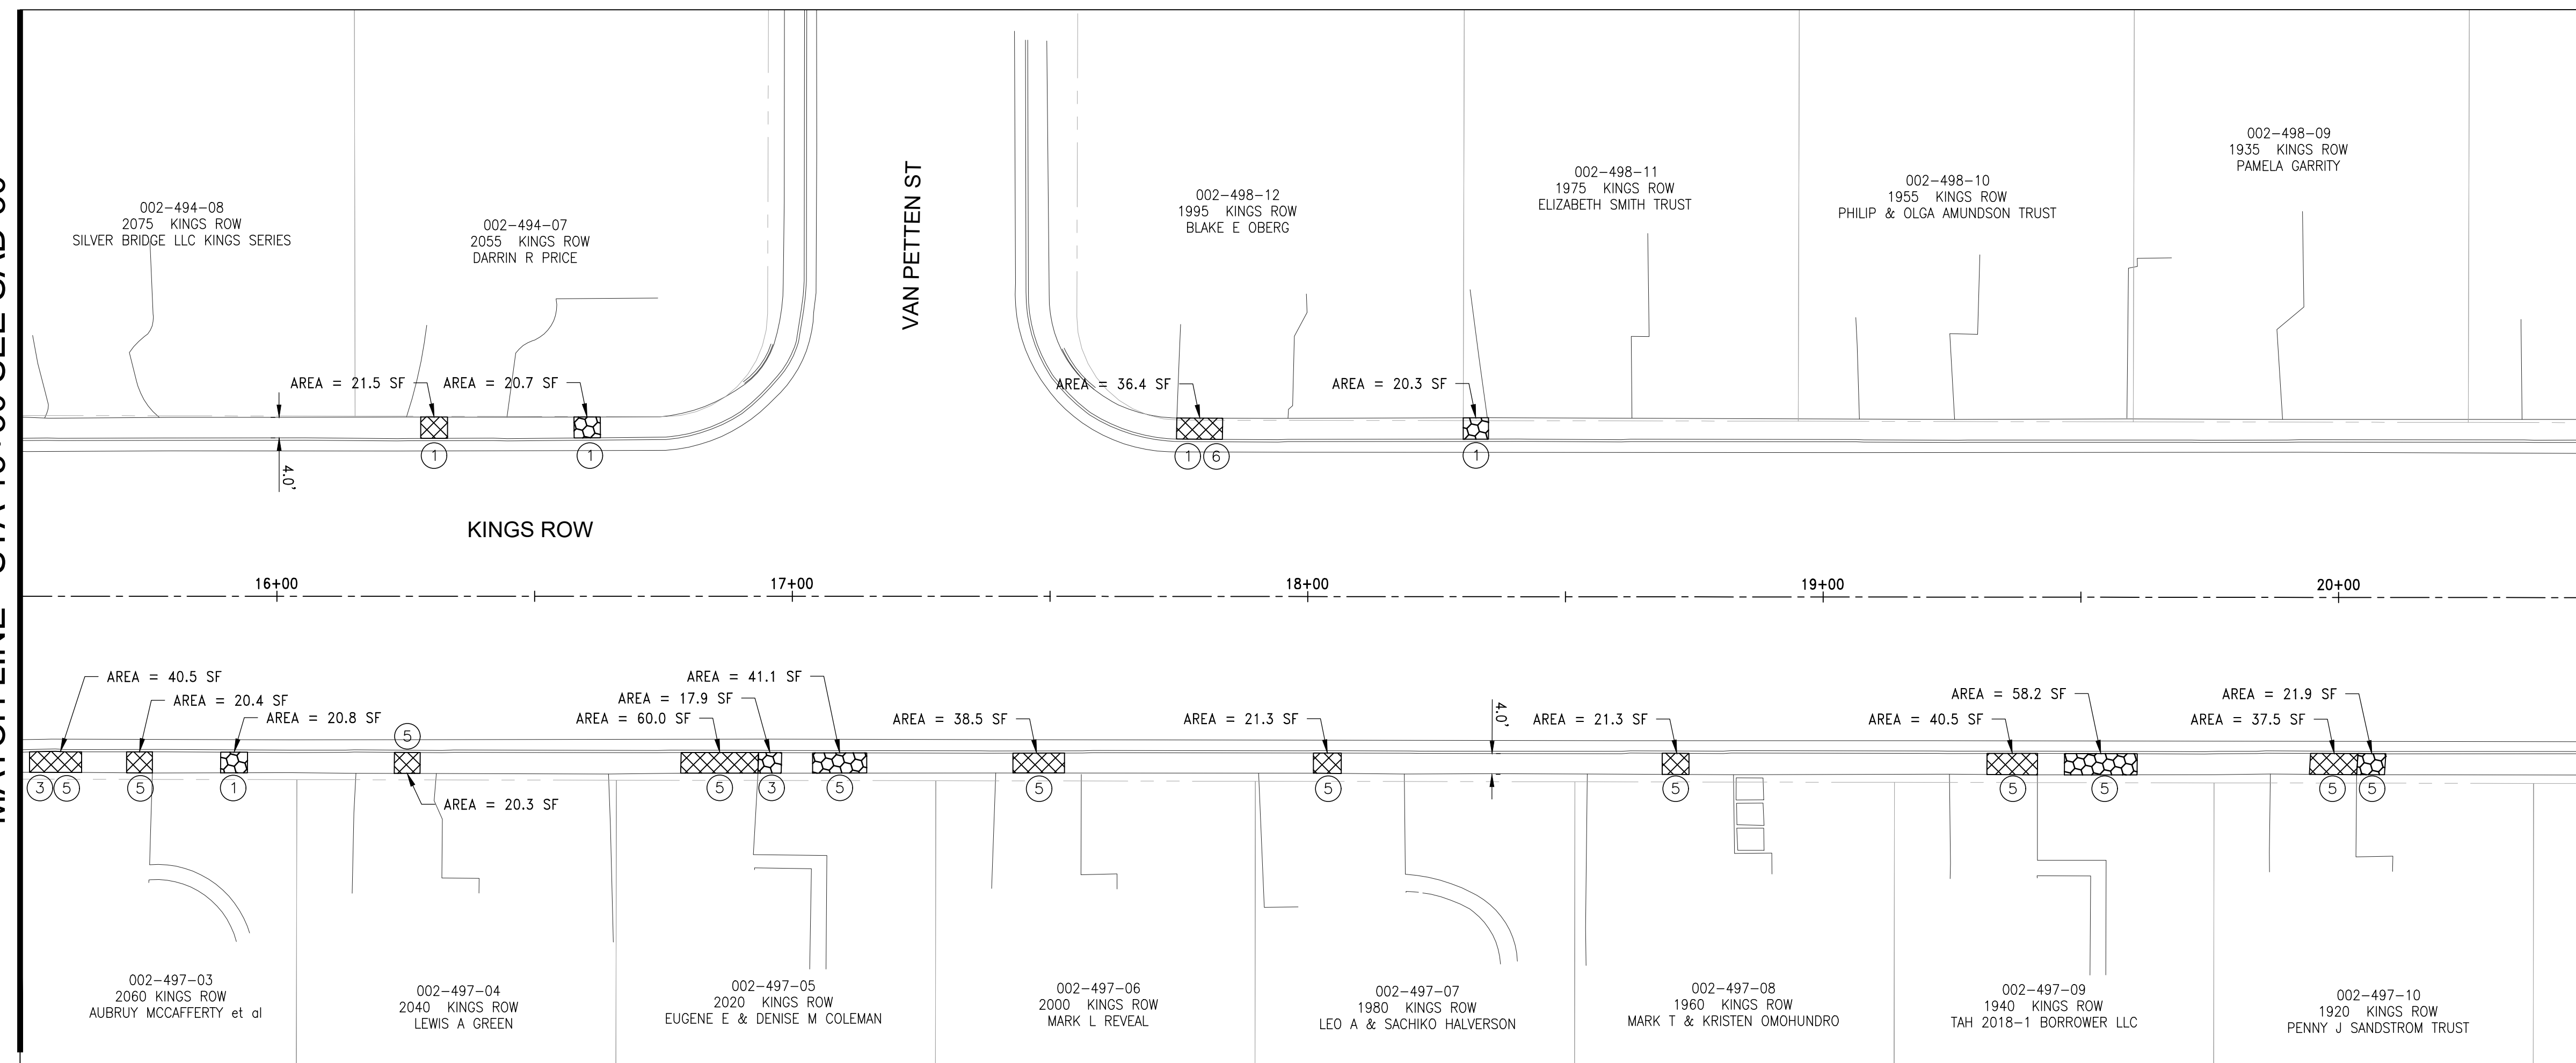 002-494-08
2075 KINGS ROW
SILVER BRIDGE LLC KINGS SERIES
002-494-07
2055 KINGS ROW
DARRIN R PRICE
VAN PETTEN ST
002-498-12
1995 KINGS ROW
BLAKE E OBERG
002-498-11
1975 KINGS ROW
ELIZABETH SMITH TRUST
002-498-10
1955 KINGS ROW
PHILIP & OLGA AMUNDSON TRUST
002-498-09
1935 KINGS ROW
PAMELA GARRITY
AREA = 21.5 SF
AREA = 20.7 SF
AREA = 36.4 SF
AREA = 20.3 SF
1
1
1
6
1
4.0'
KINGS ROW
16+00
17+00
18+00
19+00
20+00
AREA = 40.5 SF
AREA = 20.4 SF
AREA = 20.8 SF
5
AREA = 41.1 SF
AREA = 17.9 SF
AREA = 60.0 SF
AREA = 38.5 SF
AREA = 21.3 SF
4.0'
AREA = 21.3 SF
AREA = 58.2 SF
AREA = 40.5 SF
AREA = 21.9 SF
AREA = 37.5 SF
3
5
5
1
AREA = 20.3 SF
5
3
5
5
5
5
5
5
5
5
002-497-03
2060 KINGS ROW
AUBRUY MCCAFFERTY et al
002-497-04
2040 KINGS ROW
LEWIS A GREEN
002-497-05
2020 KINGS ROW
EUGENE E & DENISE M COLEMAN
002-497-06
2000 KINGS ROW
MARK L REVEAL
002-497-07
1980 KINGS ROW
LEO A & SACHIKO HALVERSON
002-497-08
1960 KINGS ROW
MARK T & KRISTEN OMOHUNDRO
002-497-09
1940 KINGS ROW
TAH 2018-1 BORROWER LLC
002-497-10
1920 KINGS ROW
PENNY J SANDSTROM TRUST